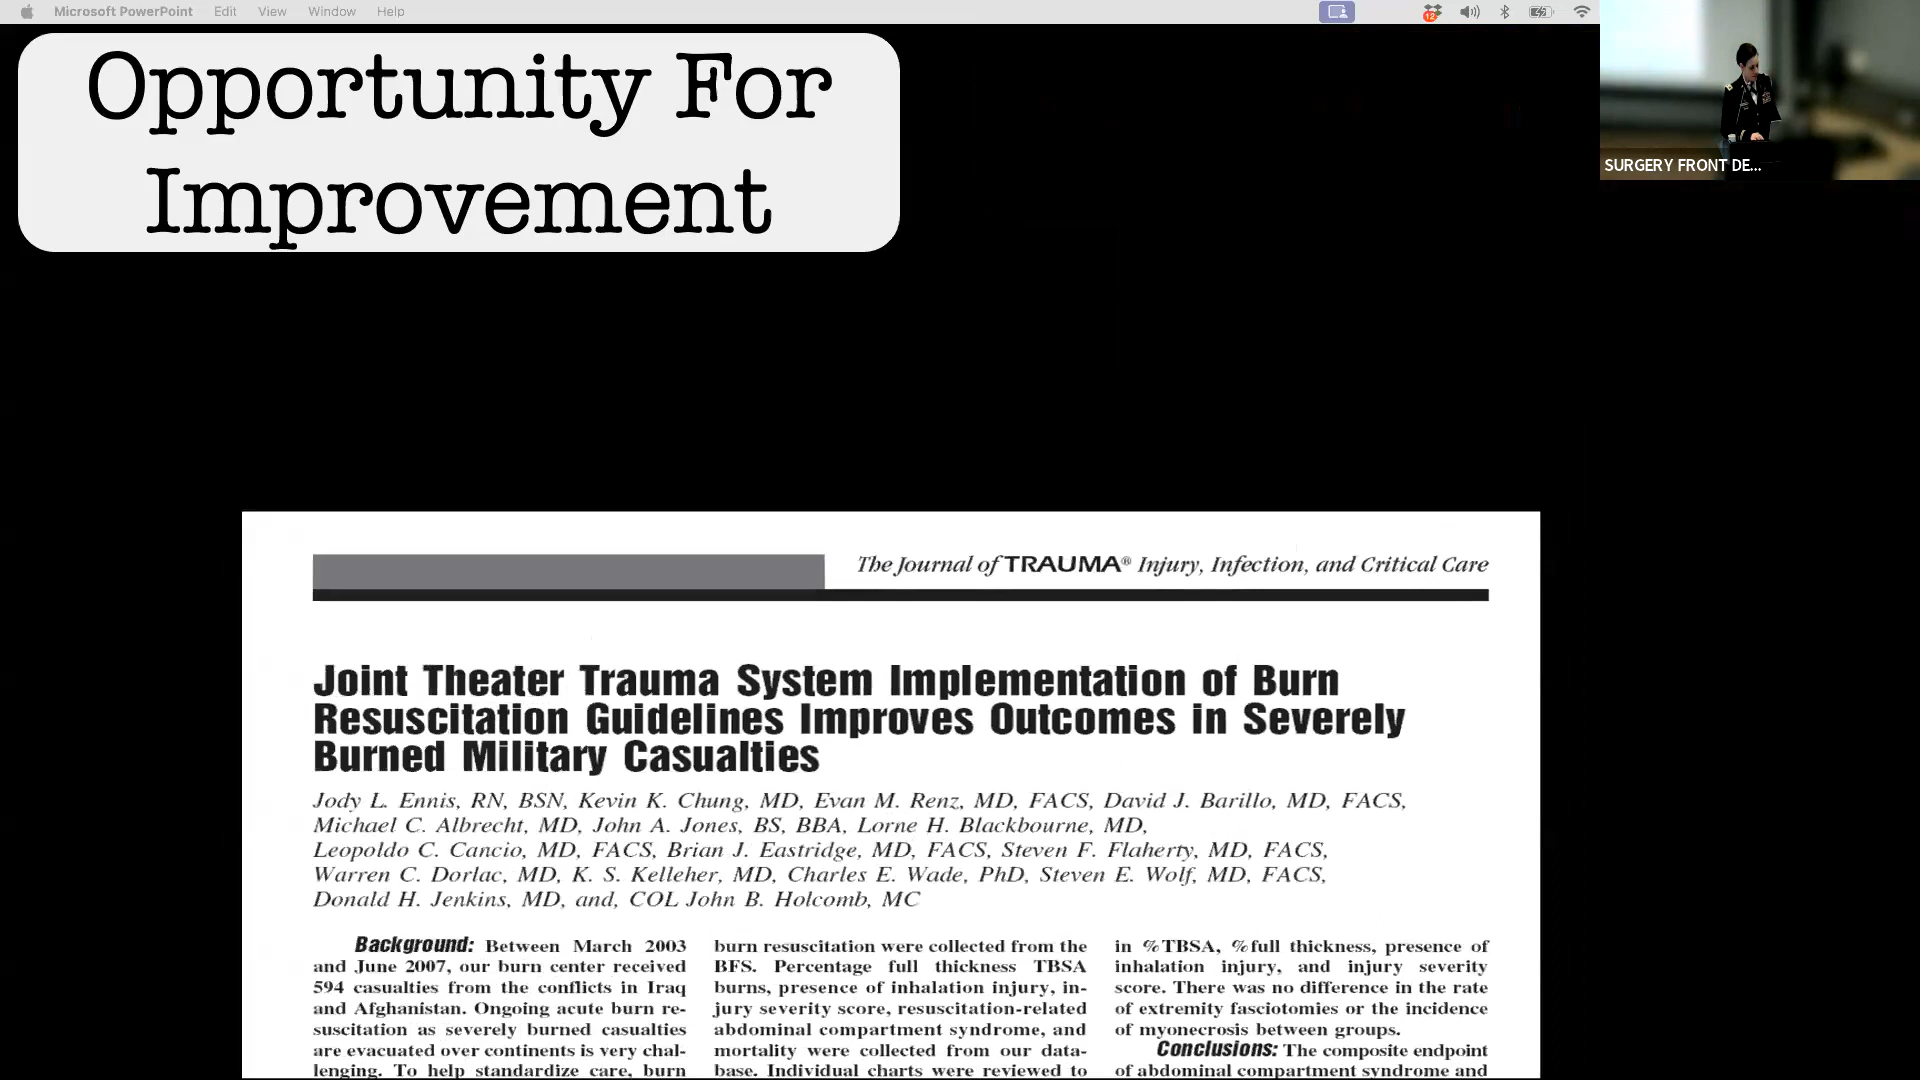 Microsoft PowerPoint Edit View Window Help
12
Opportunity For
Improvement
SURGERY FRONT DE...
The Journal of TRAUMA® Injury, Infection, and Critical Care
Joint Theater Trauma System Implementation of Burn
Resuscitation Guidelines Improves Outcomes in Severely
Burned Military Casualties
Jody L. Ennis, RN, BSN, Kevin K. Chung, MD, Evan M. Renz, MD, FACS, David J. Barillo, MD, FACS,
Michael C. Albrecht, MD, John A. Jones, BS, BBA, Lorne H. Blackbourne, MD,
Leopoldo C. Cancio, MD, FACS, Brian J. Eastridge, MD, FACS, Steven F. Flaherty, MD, FACS,
Warren C. Dorlac, MD, K. S. Kelleher, MD, Charles E. Wade, PhD, Steven E. Wolf, MD, FACS,
Donald H. Jenkins, MD, and, COL John B. Holcomb, MC
Background: Between March 2003
and June 2007, our burn center received
594 casualties from the conflicts in Iraq
and Afghanistan. Ongoing acute burn re-
suscitation as severely burned casualties
are evacuated over continents is very chal-
lenging. To help standardize care, burn
burn resuscitation were collected from the
BFS. Percentage full thickness TBSA
burns, presence of inhalation injury, in-
jury severity score, resuscitation-related
abdominal compartment syndrome, and
mortality were collected from our data-
base. Individual charts were reviewed to
in %TBSA, %full thickness, presence of
inhalation injury, and injury severity
score. There was no difference in the rate
of extremity fasciotomies or the incidence
of myonecrosis between groups.
Conclusions: The composite endpoint
of abdominal compartment syndrome and